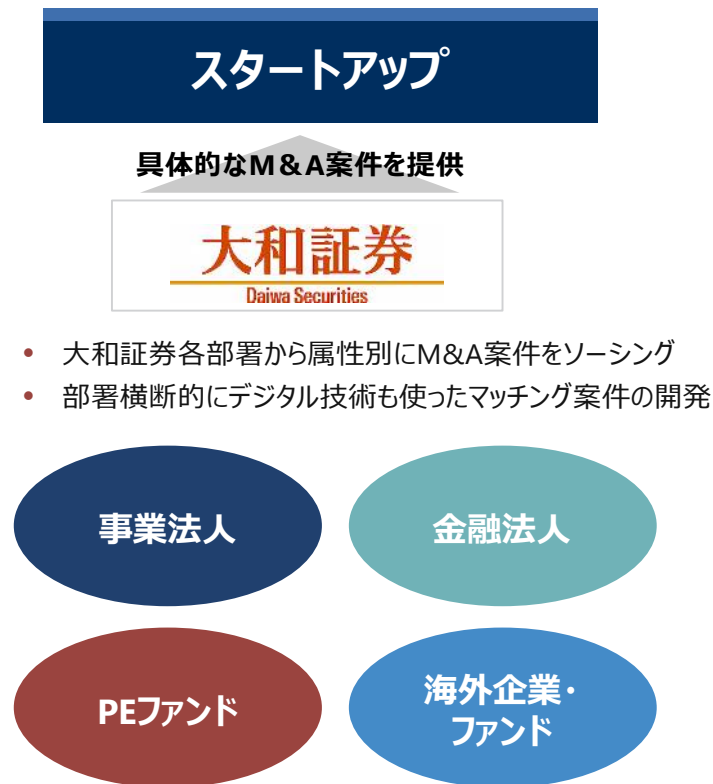 スタートアップ
具体的なM＆A案件を提供
大和証券
Daiwa Securities
• 大和証券各部署から属性別にM&A案件をソーシング
• 部署横断的にデジタル技術も使ったマッチング案件の開発
事業法人
金融法人
PEファンド
海外企業・
ファンド